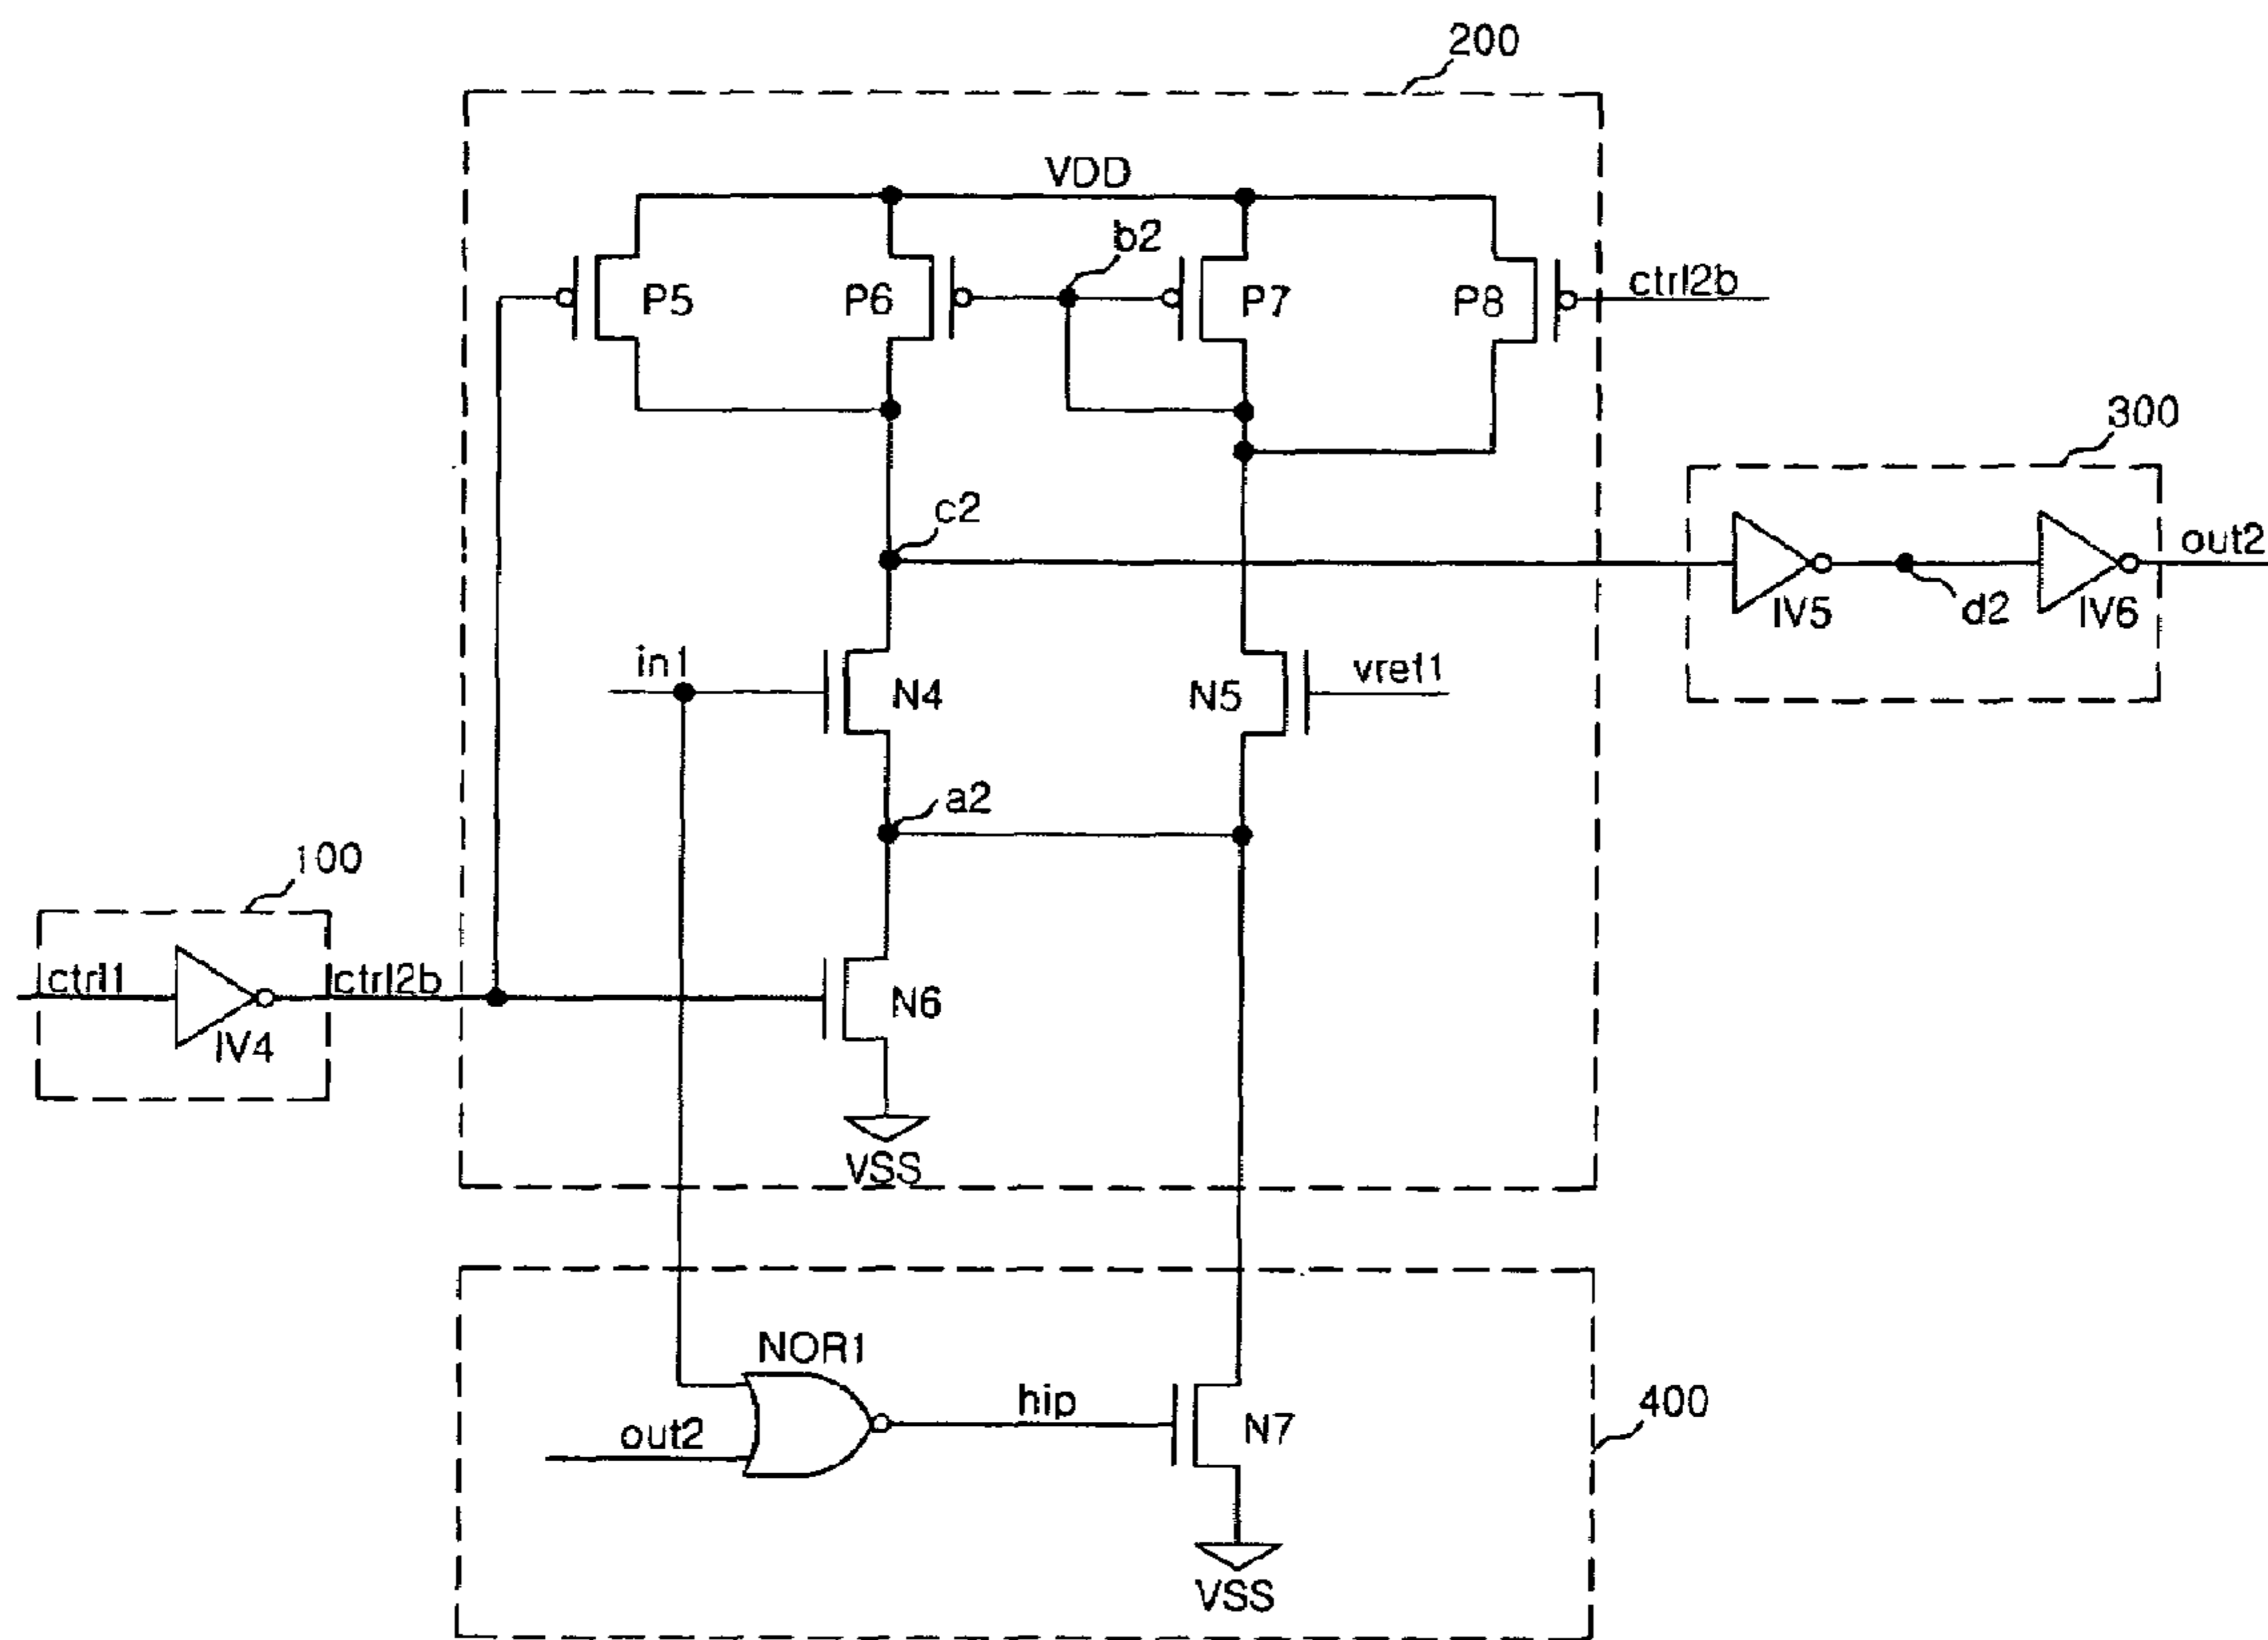 200
VDD
b2
P5
P6
P7
P8
ctrl2b
300
c2
out2
IV5
d2
IV6
in1
N4
N5
vref1
a2
100
ctrl1
ctrl2b
N6
IV4
VSS
NOR1
hip
400
out2
N7
VSS